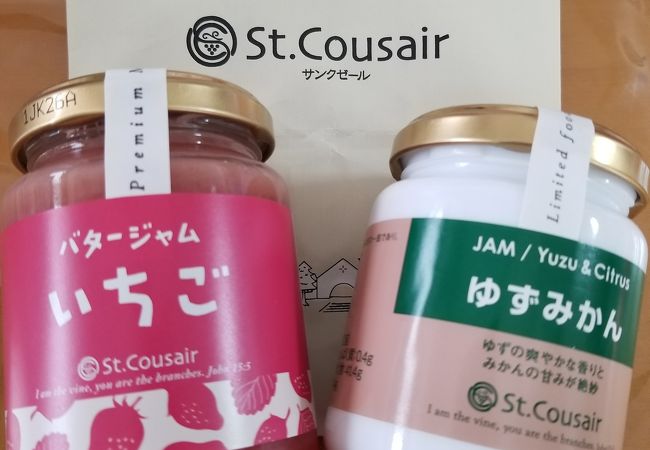 St.Cousair
サンクゼール
1JK26A
Premium
バタージャム
いちご
St.Cousair
I am the vine, you are the branches. John 15:5
Limited
JAM / Yuzu & Citrus
ゆずみかん
ゆずの爽やかな香りと
みかんの甘みが絶妙
St.Cousair
I am the vine, you are the branches
0.4g